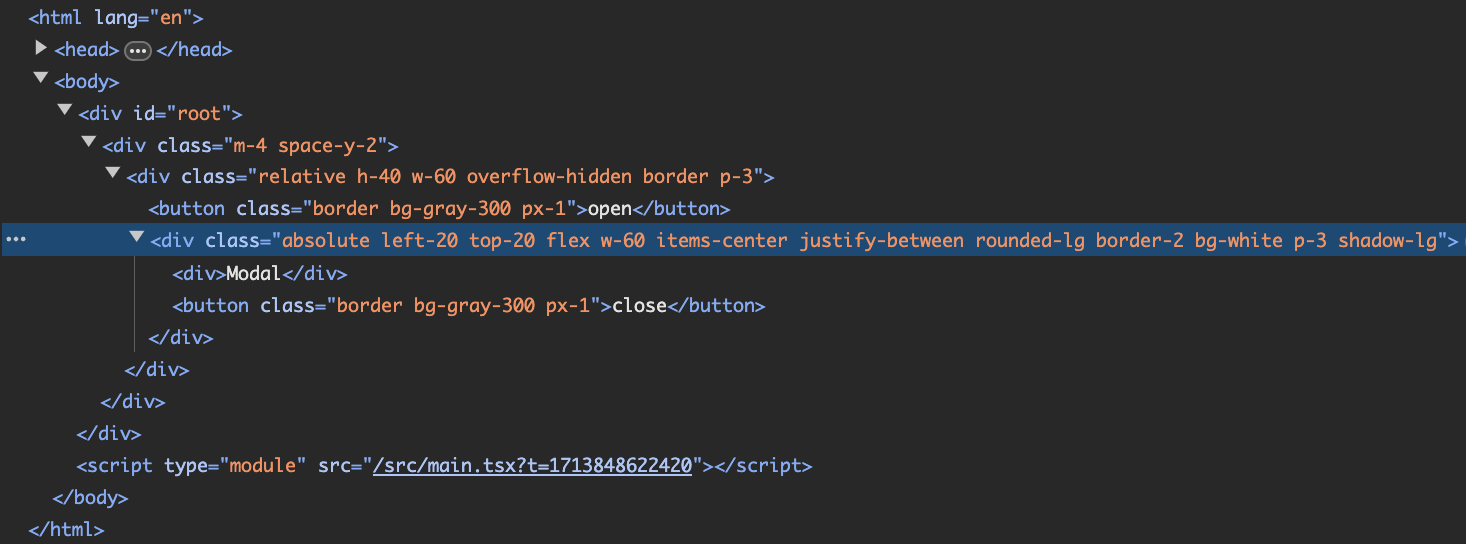 <html lang="en">
<head> ••• </head>
<body>
<div id="root">
<div class="m-4 space-y-2">
<div class="relative h-40 w-60 overflow-hidden border p-3">
<button class="border bg-gray-300 px-1">open</button>
••• <div class="absolute left-20 top-20 flex w-60 items-center justify-between rounded-lg border-2 bg-white p-3 shadow-lg">
<div>Modal</div>
<button class="border bg-gray-300 px-1">close</button>
</div>
</div>
</div>
</div>
<script type="module" src="/src/main.tsx?t=1713848622420"></script>
</body>
</html>